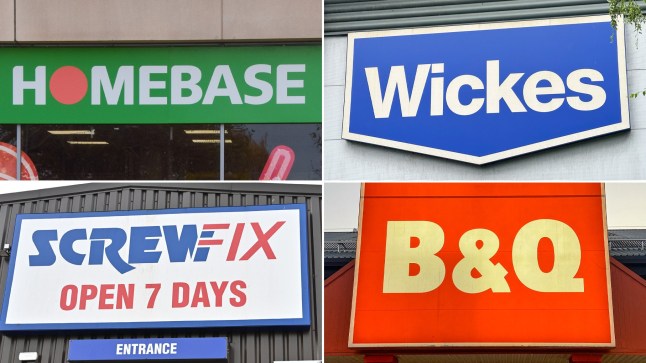 HOMEBASE
Wickes
SCREWFIX
OPEN 7 DAYS
ENTRANCE
B&Q